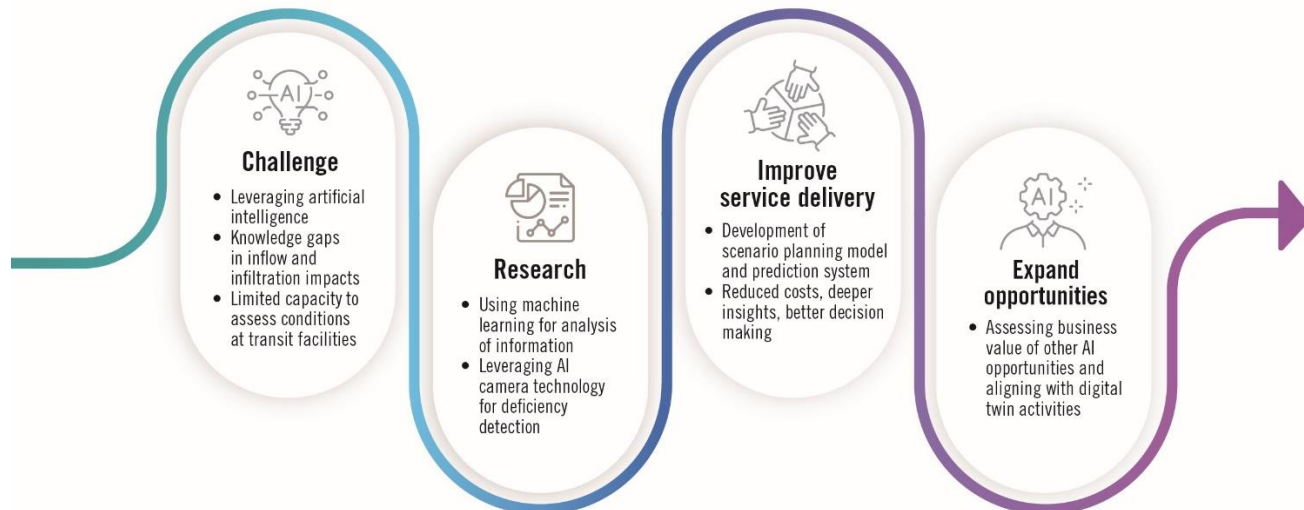 AI
Challenge
• Leveraging artificial
intelligence
• Knowledge gaps
in inflow and
infiltration impacts
• Limited capacity to
assess conditions
at transit facilities
Research
• Using machine
learning for analysis
of information
• Leveraging AI
camera technology
for deficiency
detection
Improve
service delivery
• Development of
scenario planning model
and prediction system
• Reduced costs, deeper
insights, better decision
making
AI
Expand
opportunities
• Assessing business
value of other AI
opportunities and
aligning with digital
twin activities